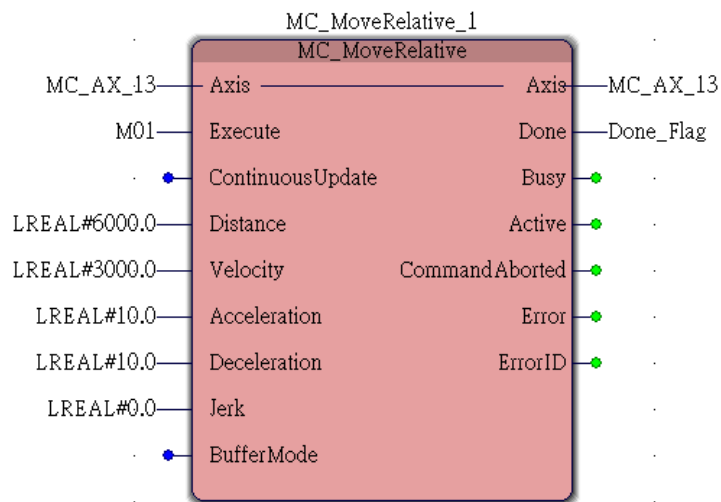 MC_MoveRelative_1
MC_MoveRelative
MC_AX_13 Axis Axis MC_AX_13
M01 Execute Done Done_Flag
ContinuousUpdate Busy
LREAL#6000.0 Distance Active
LREAL#3000.0 Velocity CommandAborted
LREAL#10.0 Acceleration Error
LREAL#10.0 Deceleration ErrorID
LREAL#0.0 Jerk
BufferMode